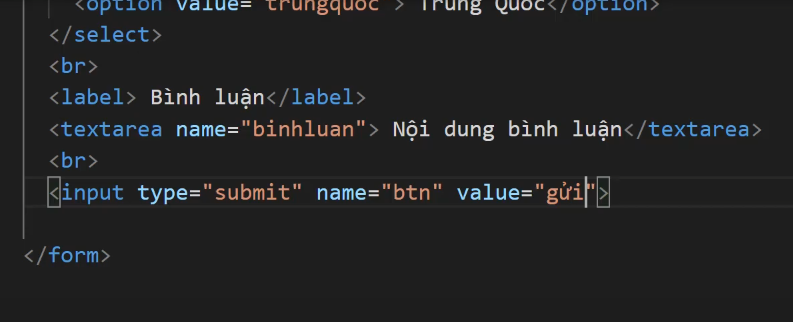 <option value="trungquoc"> Trung Quốc</option>
</select>
<br>
<label> Bình luận</label>
<textarea name="binhluan"> Nội dung bình luận</textarea>
<br>
<input type="submit" name="btn" value="gửi">
</form>